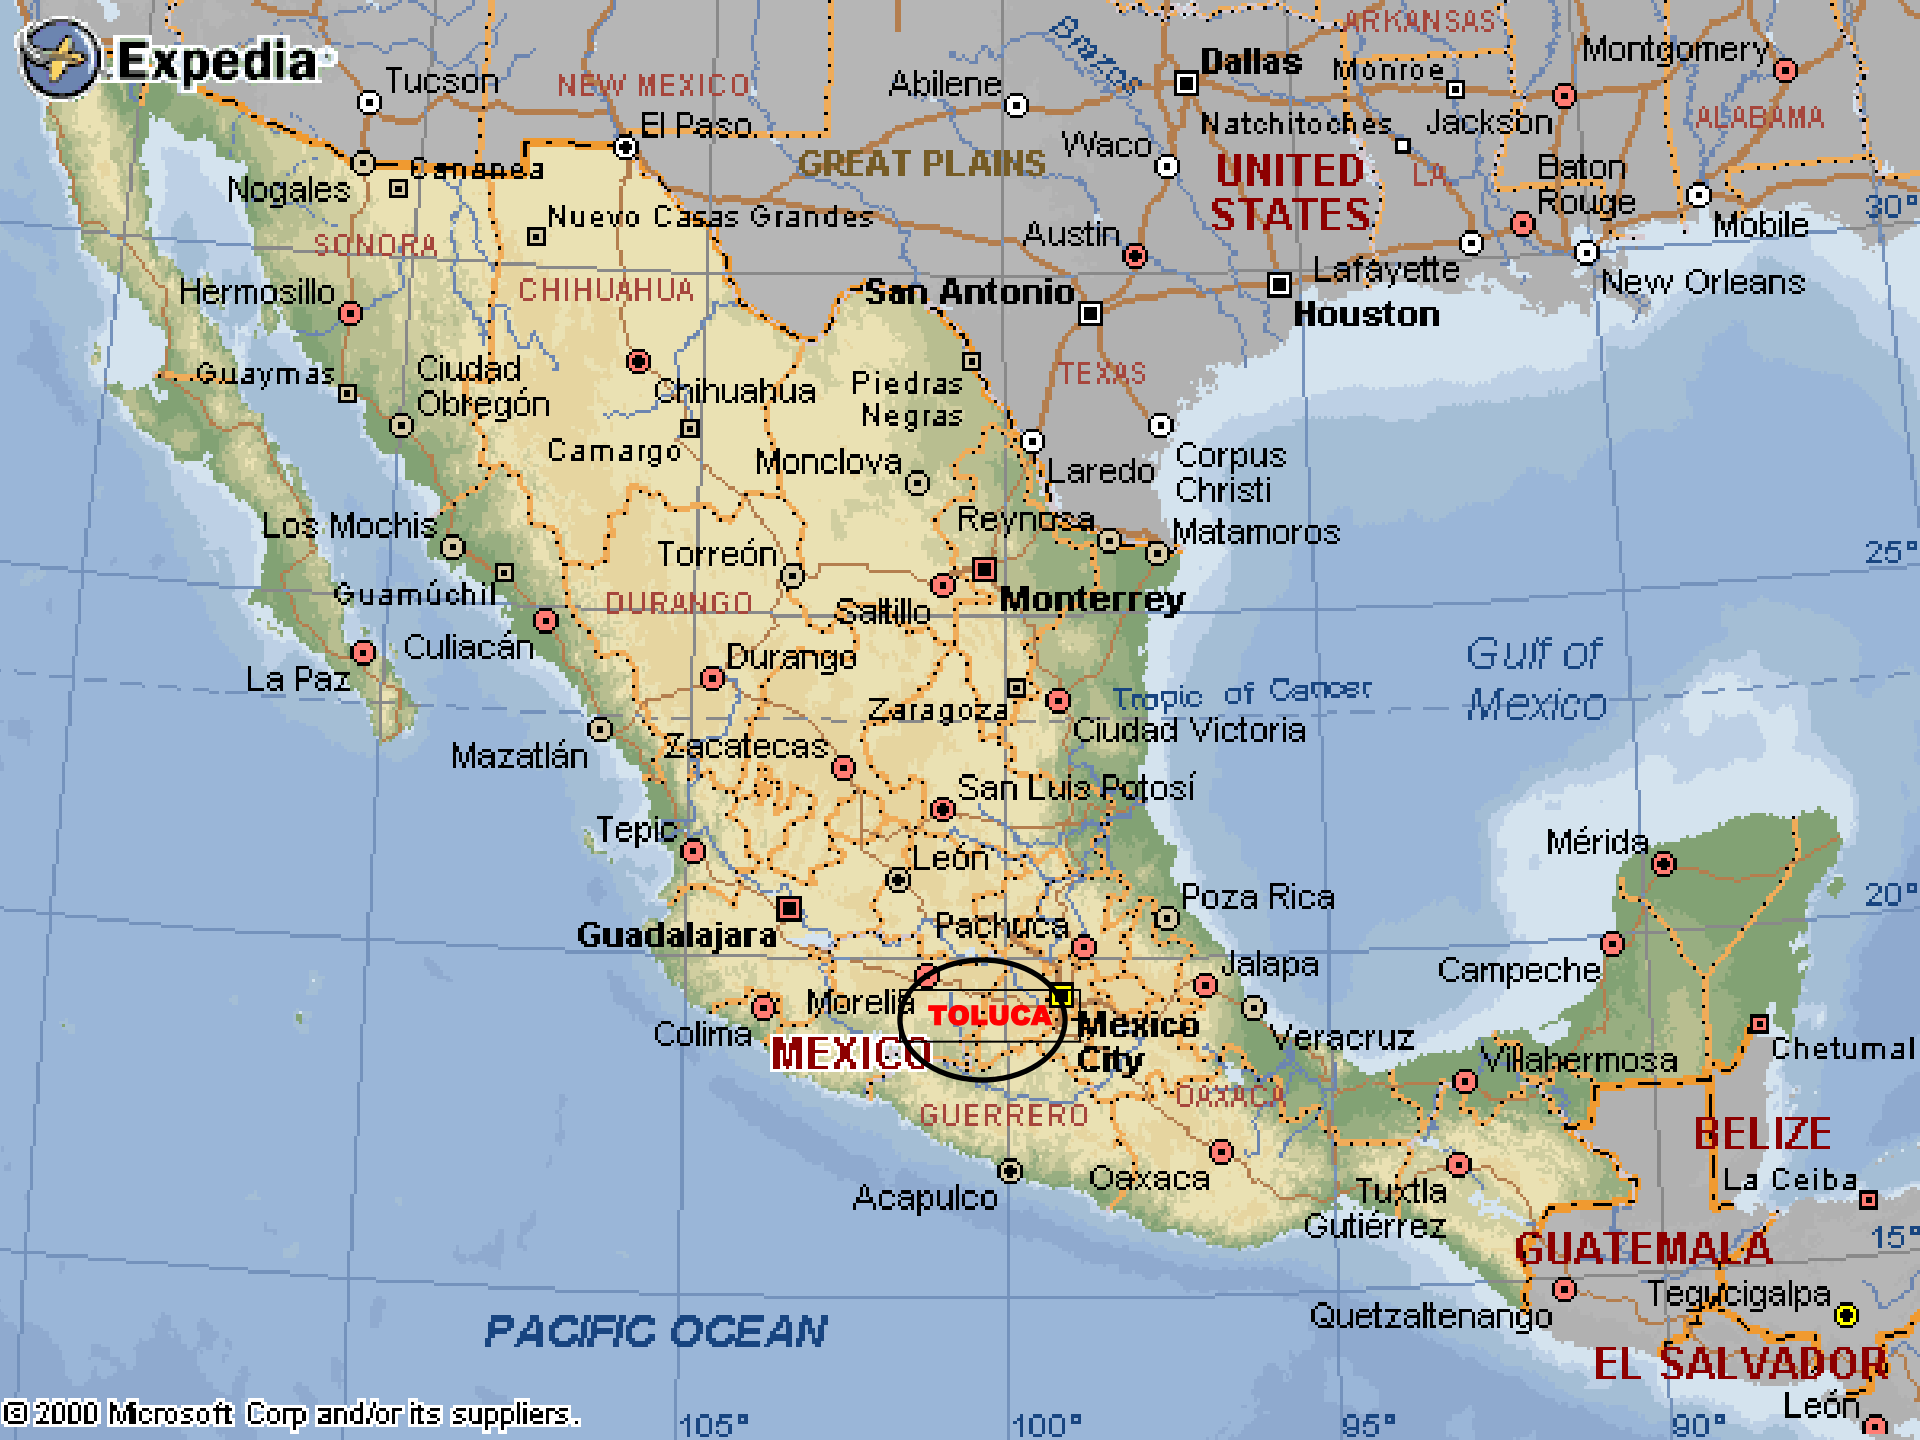 Expedia
Tucson
NEW MEXICO
El Paso
Abilene
Brazos
Dallas
ARKANSAS
Monroe
Montgomery
Natchitoches
Jackson
ALABAMA
Cananea
Nogales
GREAT PLAINS
Waco
UNITED
STATES
LA
Baton
Rouge
30°
Mobile
Nuevo Casas Grandes
SONORA
Austin
Lafayette
New Orleans
Hermosillo
CHIHUAHUA
San Antonio
Houston
Guaymas
Ciudad
Obregón
Chihuahua
Piedras
Negras
TEXAS
Camargo
Monclova
Laredo
Corpus
Christi
Los Mochis
Reynosa
Matamoros
25°
Torreón
Guamúchil
DURANGO
Saltillo
Monterrey
Culiacán
La Paz
Durango
Gulf of
Mexico
Zaragoza
Tropic of Cancer
Ciudad Victoria
Mazatlán
Zacatecas
San Luis Potosí
Tepic
León
Mérida
Poza Rica
20°
Guadalajara
Pachuca
Jalapa
Campeche
Morelia
TOLUCA
Colima
Mexico
City
Veracruz
MEXICO
Villahermosa
Chetumal
GUERRERO
OAXACA
BELIZE
Acapulco
Oaxaca
Tuxtla
Gutiérrez
La Ceiba
15°
GUATEMALA
Quetzaltenango
Tegucigalpa
PACIFIC OCEAN
EL SALVADOR
León
© 2000 Microsoft Corp and/or its suppliers.
105°
100°
95°
90°